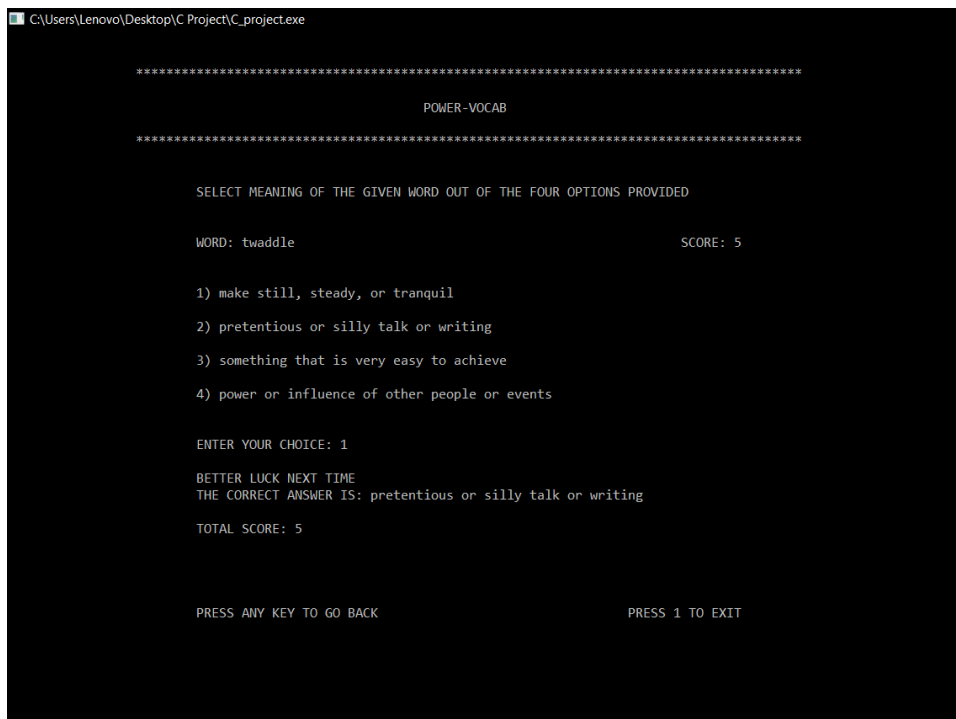 C:\Users\Lenovo\Desktop\C Project\C_project.exe
****************************************************************************************
POWER-VOCAB
****************************************************************************************
SELECT MEANING OF THE GIVEN WORD OUT OF THE FOUR OPTIONS PROVIDED
WORD: twaddle SCORE: 5
1) make still, steady, or tranquil
2) pretentious or silly talk or writing
3) something that is very easy to achieve
4) power or influence of other people or events
ENTER YOUR CHOICE: 1
BETTER LUCK NEXT TIME
THE CORRECT ANSWER IS: pretentious or silly talk or writing
TOTAL SCORE: 5
PRESS ANY KEY TO GO BACK PRESS 1 TO EXIT